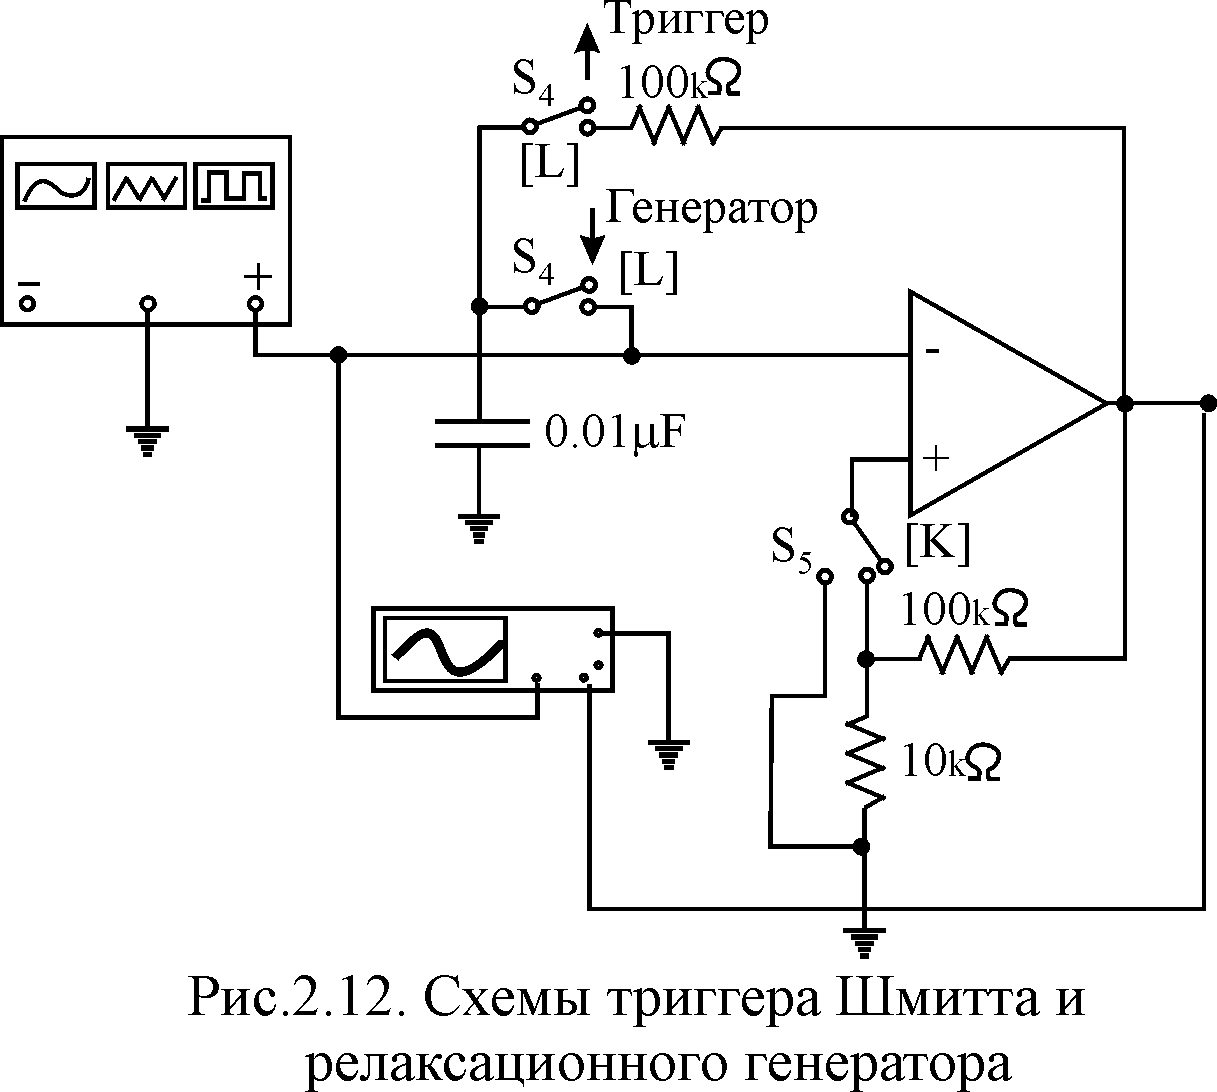 Триггер
S4
100kΩ
[L]
Генератор
S4
[L]
+
-
0.01µF
+
S5
[K]
100kΩ
10kΩ
Рис.2.12. Схемы триггера Шмитта и
релаксационного генератора